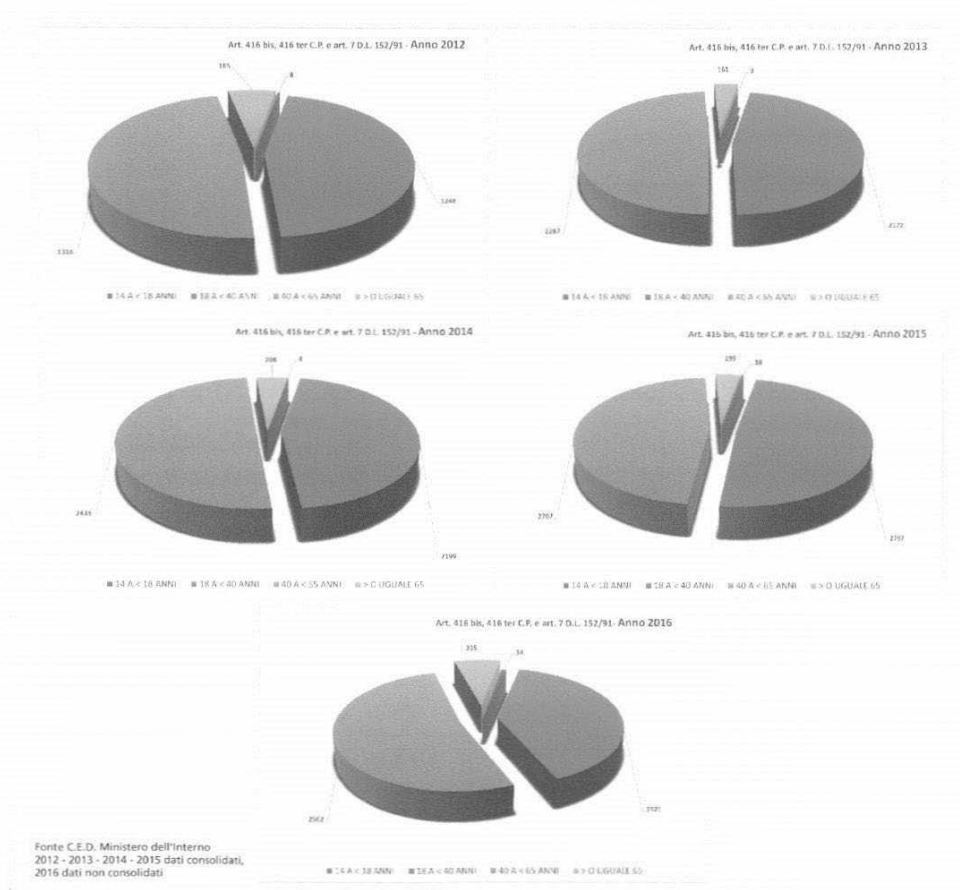 Art. 416 bis, 416 ter C.P. e art. 7 D.L. 152/91 - Anno 2012
8
14 A < 18 ANNI 18 A < 40 ANNI 40 A < 65 ANNI > O UGUALE 65
Art. 416 bis, 416 ter C.P. e art. 7 D.L. 152/91 - Anno 2013
161
14 A < 18 ANNI 18 A < 40 ANNI 40 A < 65 ANNI > O UGUALE 65
Art. 416 bis, 416 ter C.P. e art. 7 D.L. 152/91 - Anno 2014
4
2199
14 A < 18 ANNI 18 A < 40 ANNI 40 A < 55 ANNI > O UGUALE 65
Art. 416 bis, 416 ter C.P. e art. 7 D.L. 152/91 - Anno 2015
2707
2707
14 A < 18 ANNI 18 A < 40 ANNI 40 A < 65 ANNI > O UGUALE 65
Art. 416 bis, 416 ter C.P. e art. 7 D.L. 152/91- Anno 2016
14 A < 18 ANNI 18 A < 40 ANNI 40 A < 65 ANNI > O UGUALE 65
Fonte C.E.D. Ministero dell'Interno
2012 - 2013 - 2014 - 2015 dati consolidati,
2016 dati non consolidati